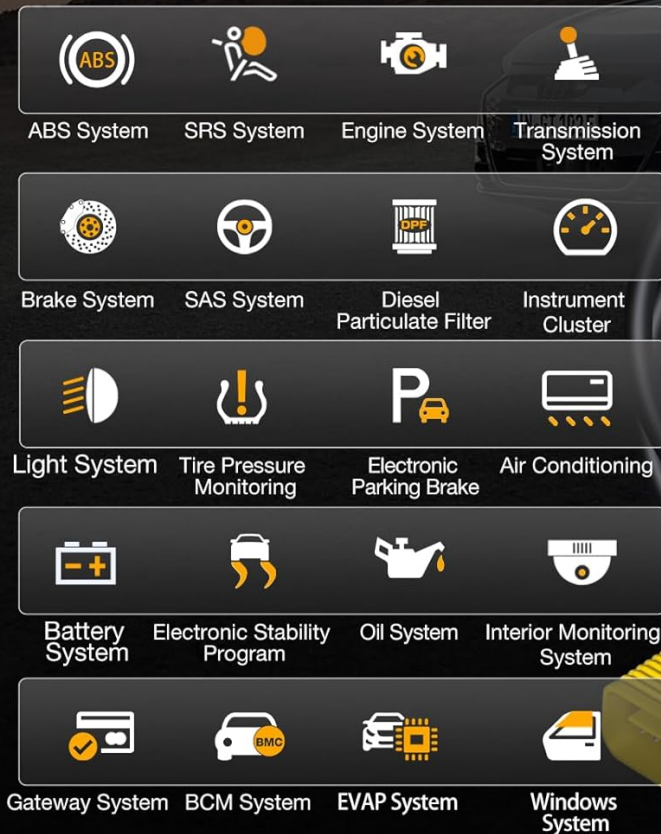 ABS
ABS System
SRS System
Engine System
Transmission
System
Brake System
SAS System
DPF
Diesel
Particulate Filter
Instrument
Cluster
Light System
Tire Pressure
Monitoring
P
Electronic
Parking Brake
Air Conditioning
Battery
System
Electronic Stability
Program
Oil System
Interior Monitoring
System
Gateway System
BMC
BCM System
EVAP System
Windows
System